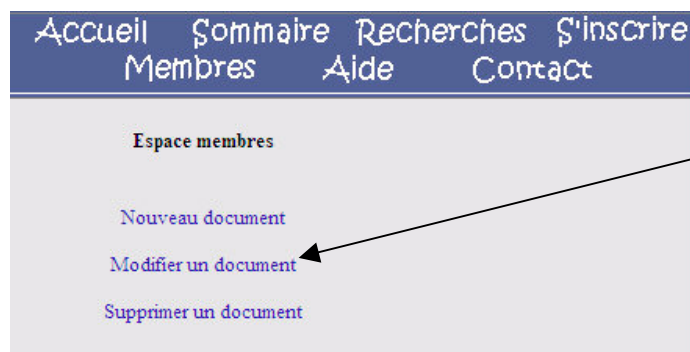 Accueil Sommaire Recherches S'inscrire
Membres Aide Contact
Espace membres
Nouveau document
Modifier un document
Supprimer un document